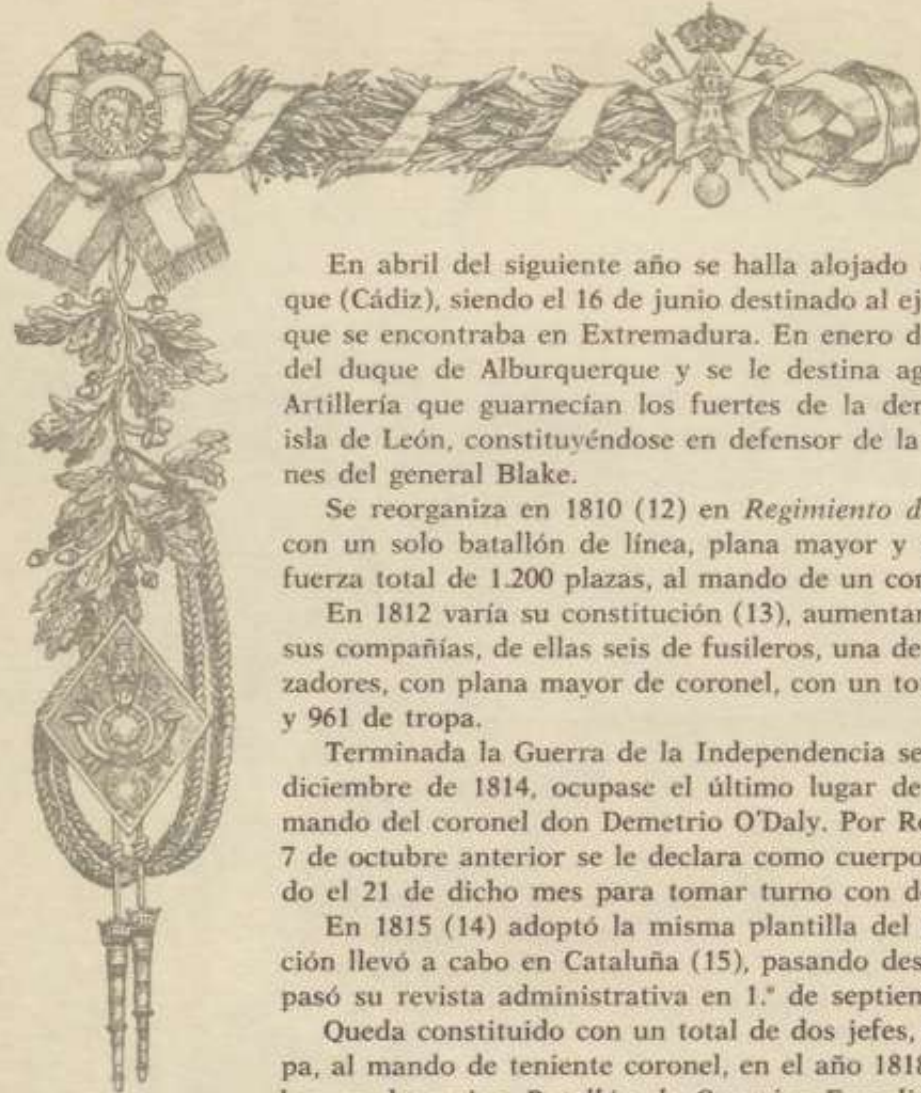 En abril del siguiente año se halla alojado
que (Cádiz), siendo el 16 de junio destinado al ej
que se encontraba en Extremadura. En enero d
del duque de Alburquerque y se le destina ag
Artillería que guarnecían los fuertes de la der
isla de León, constituyéndose en defensor de la
nes del general Blake.
Se reorganiza en 1810 (12) en Regimiento d
con un solo batallón de línea, plana mayor y
fuerza total de 1.200 plazas, al mando de un cor
En 1812 varía su constitución (13), aumentar
sus compañías, de ellas seis de fusileros, una de
zadores, con plana mayor de coronel, con un to
y 961 de tropa.
Terminada la Guerra de la Independencia se
diciembre de 1814, ocupase el último lugar de
mando del coronel don Demetrio O'Daly. Por Re
7 de octubre anterior se le declara como cuerpo
do el 21 de dicho mes para tomar turno con d
En 1815 (14) adoptó la misma plantilla del
ción llevó a cabo en Cataluña (15), pasando des
pasó su revista administrativa en 1.° de septien
Queda constituido con un total de dos jefes,
pa, al mando de teniente coronel, en el año 1818